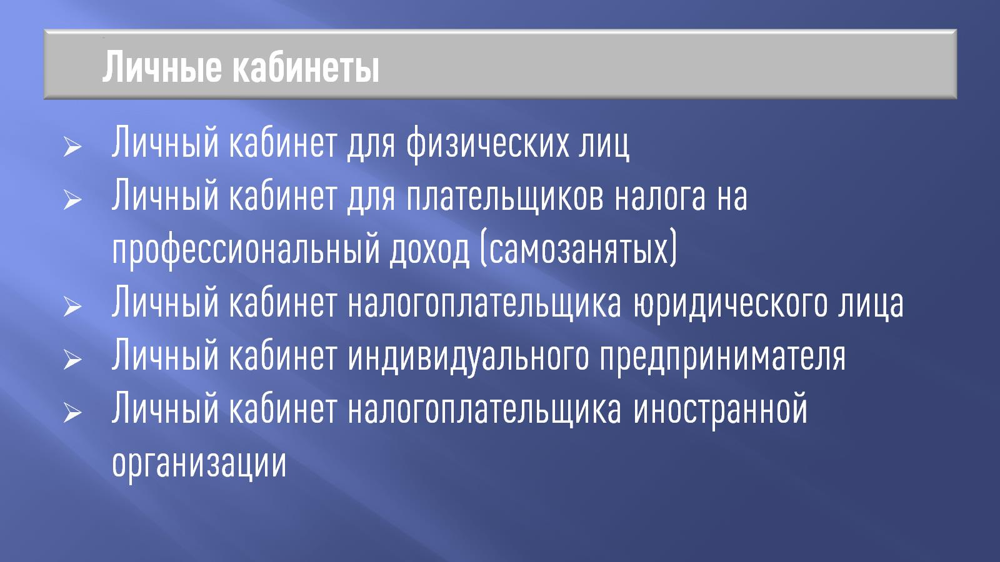 Личные кабинеты
Личный кабинет для физических лиц
Личный кабинет для плательщиков налога на
профессиональный доход (самозанятых)
Личный кабинет налогоплательщика юридического лица
Личный кабинет индивидуального предпринимателя
Личный кабинет налогоплательщика иностранной
организации